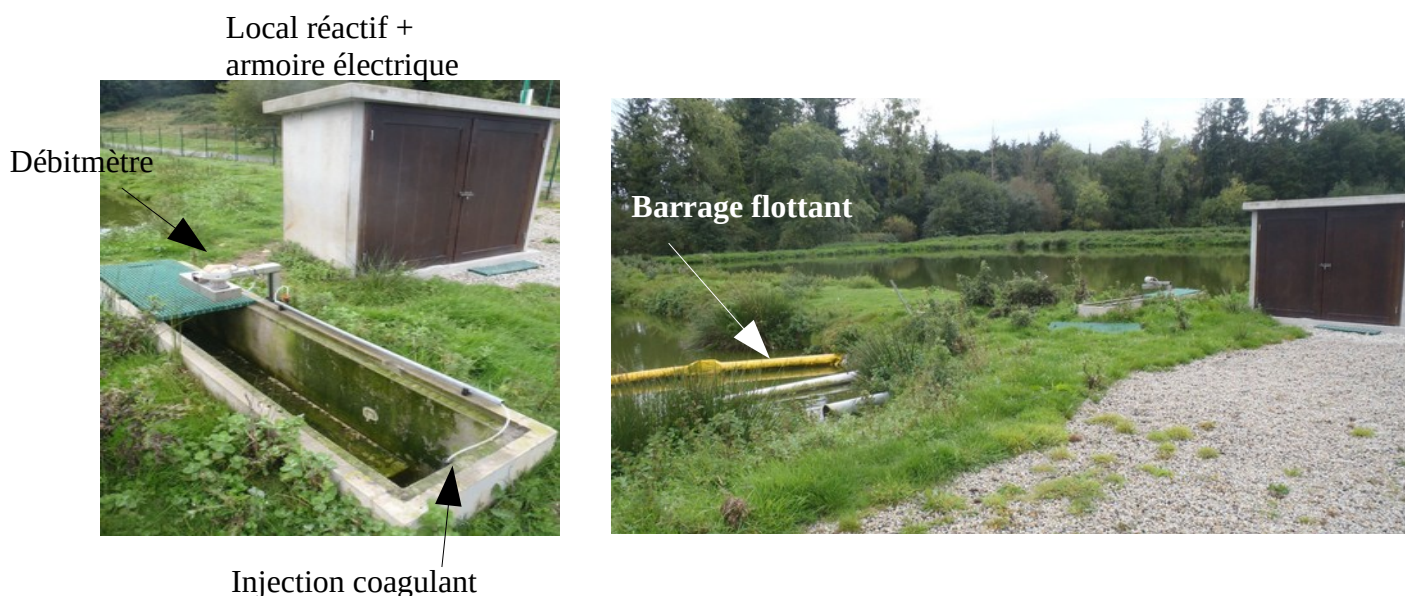 Local réactif +
armoire électrique
Débitmètre
Barrage flottant
Injection coagulant